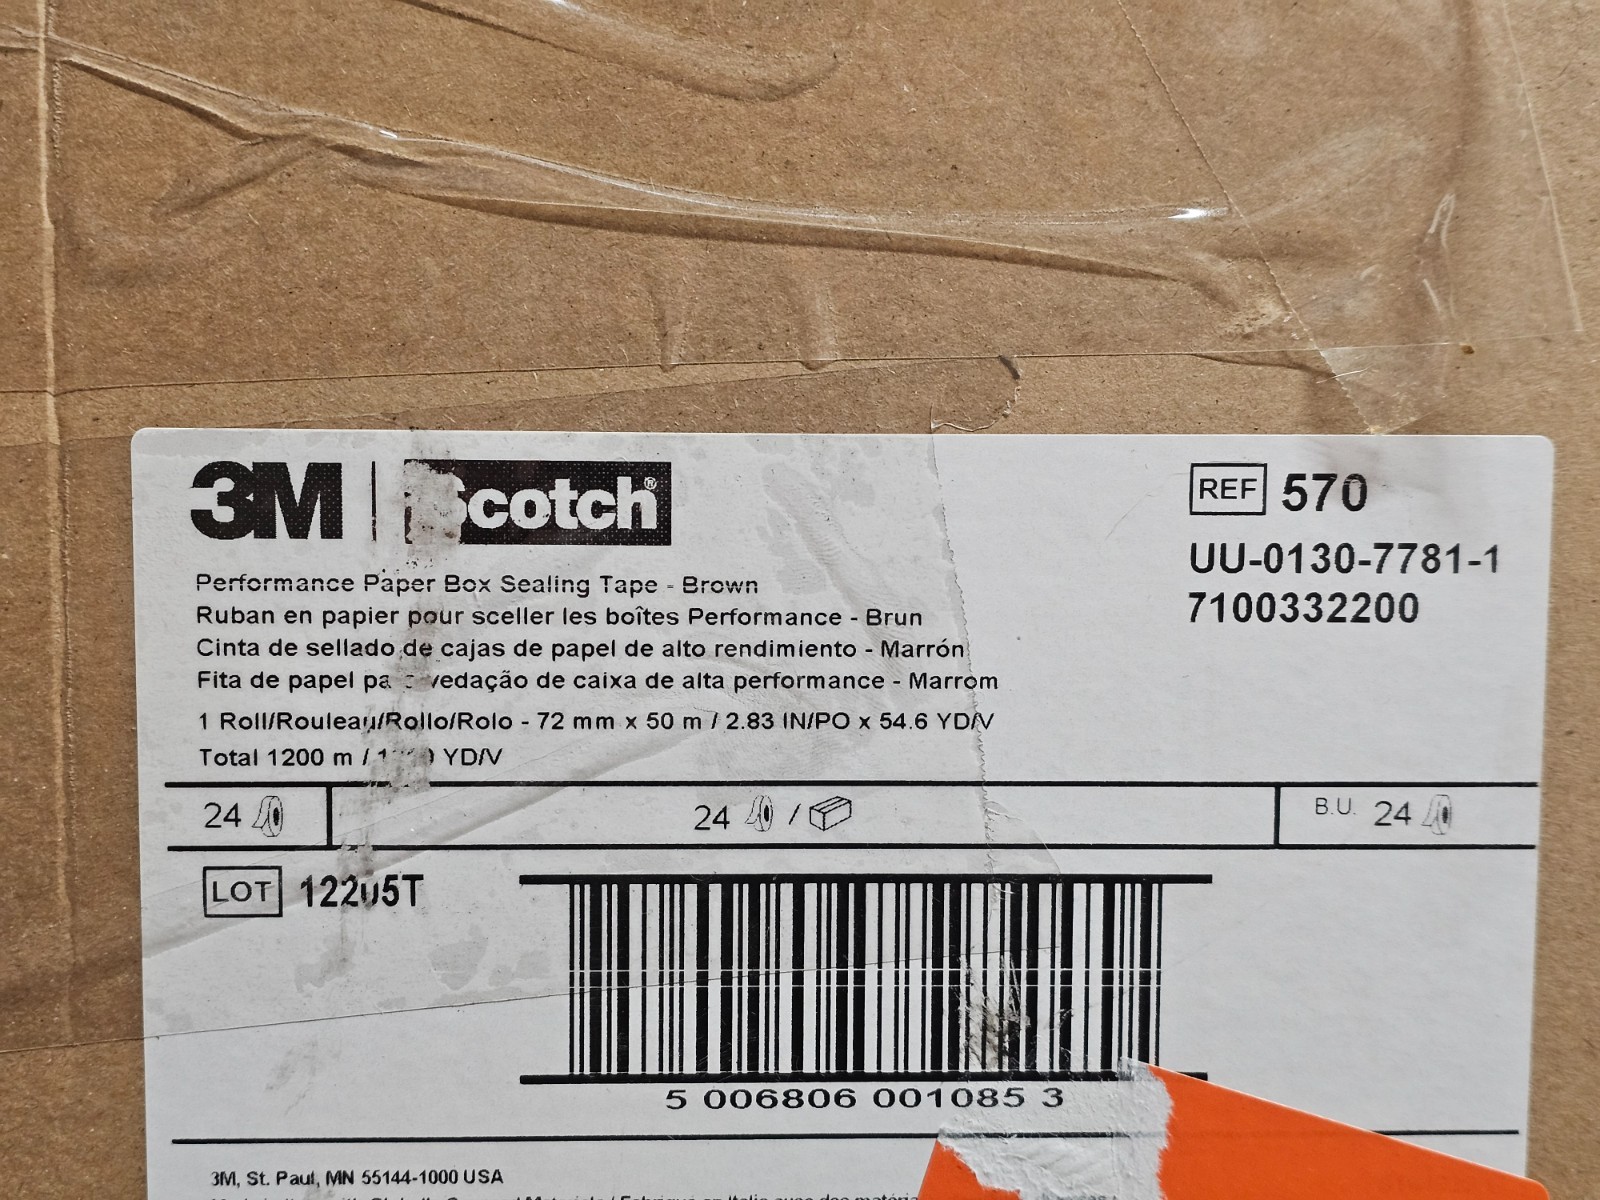 3M Scotch®
REF 570
UU-0130-7781-1
7100332200
Performance Paper Box Sealing Tape - Brown
Ruban en papier pour sceller les boîtes Performance - Brun
Cinta de sellado de cajas de papel de alto rendimiento - Marrón
Fita de papel vedação de caixa de alta performance - Marrom
1 Roll/Rouleau/Rollo/Rolo - 72 mm x 50 m / 2.83 IN/PO x 54.6 YD/V
Total 1200 m / YD/V
24 24 / B.U. 24
LOT
5 006806 001085 3
3M, St. Paul, MN 55144-1000 USA